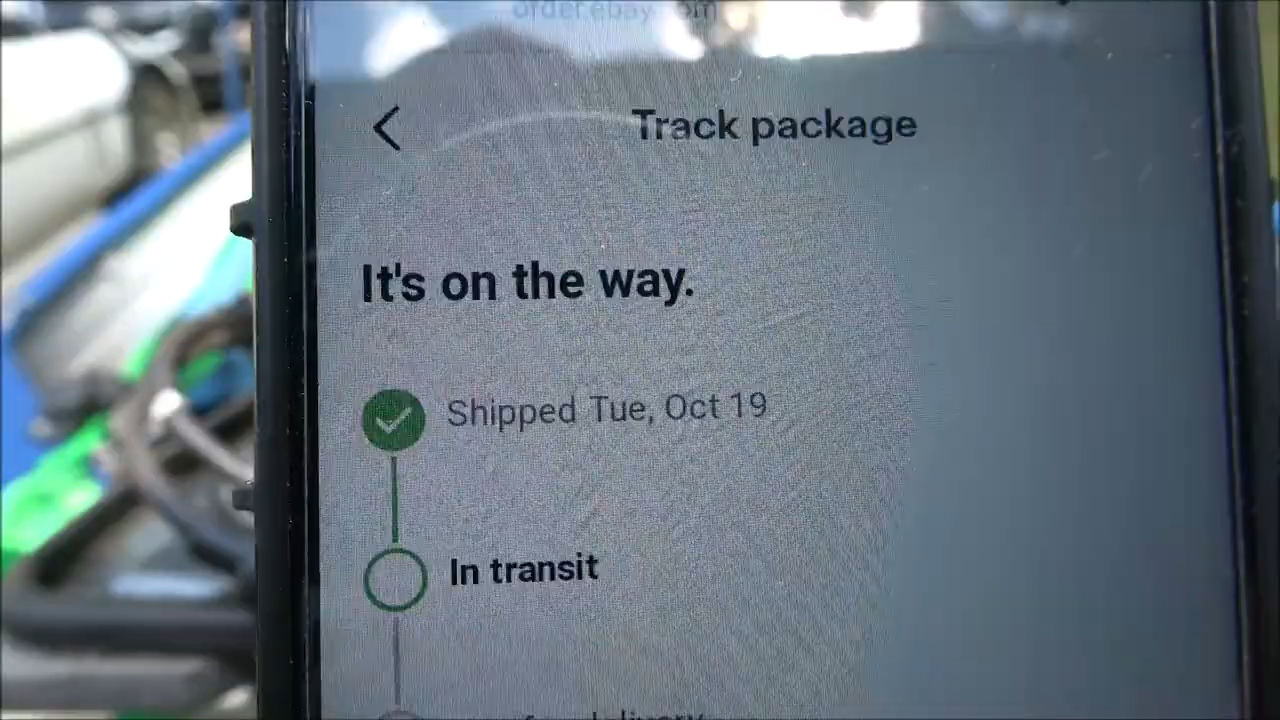 Track package
It's on the way.
Shipped Tue, Oct 19
In transit